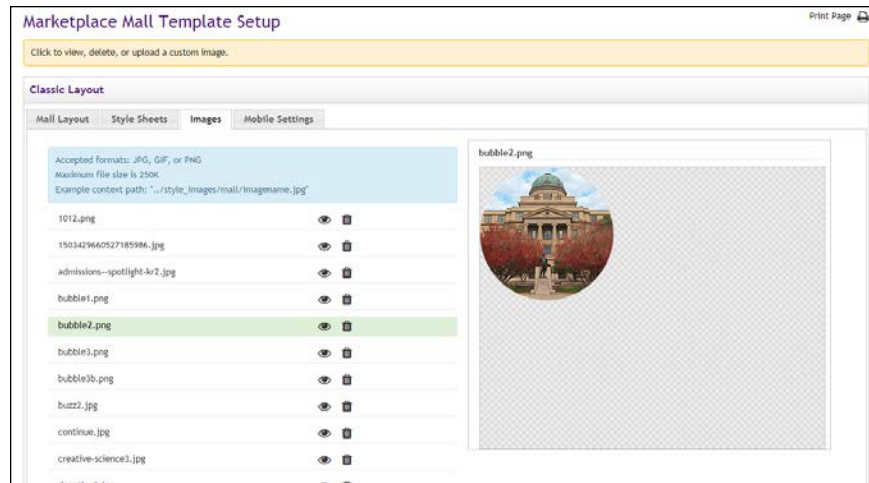 Marketplace Mall Template Setup
Print Page
Click to view, delete, or upload a custom image.
Classic Layout
Mall Layout
Style Sheets
Images
Mobile Settings
Accepted formats: JPG, GIF, or PNG
Maximum file size is 250K
Example context path: "../style_images/mall/imagename.jpg"
1012.png
1503429660527185986.jpg
admissions--spotlight-kr2.jpg
bubble1.png
bubble2.png
bubble3.png
bubble3b.png
buzz2.jpg
continue.jpg
creative-science3.jpg
bubble2.png